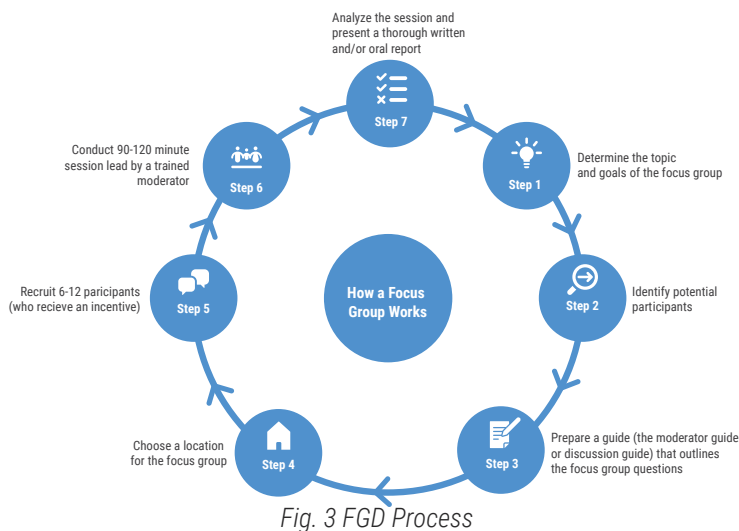 Analyze the session and
present a thorough written
and/or oral report
Step 7
Step 1
Determine the topic
and goals of the focus group
Step 2
Identify potential
participants
Step 3
Prepare a guide (the moderator guide
or discussion guide) that outlines
the focus group questions
Step 4
Choose a location
for the focus group
Step 5
Recruit 6-12 paricipants
(who recieve an incentive)
Step 6
Conduct 90-120 minute
session lead by a trained
moderator
How a Focus
Group Works
Fig. 3 FGD Process